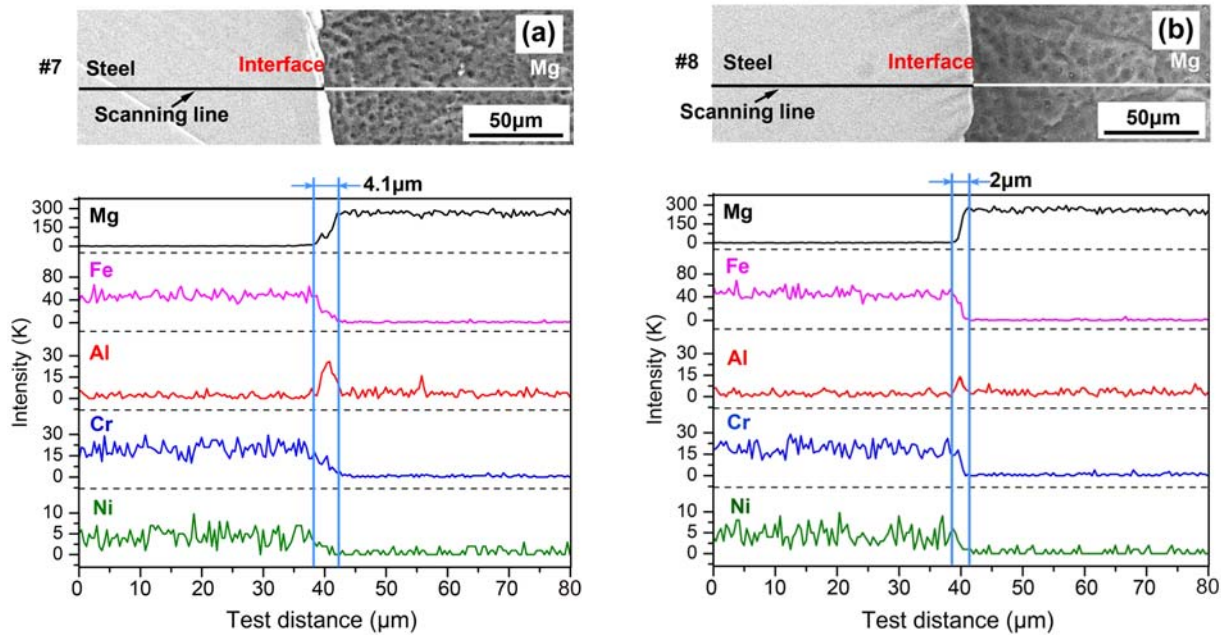 (a)
#7 Steel Interface Mg
Scanning line
50μm
4.1μm
300
150
0
Mg
80
40
0
Fe
30
15
0
Al
30
15
0
Cr
10
5
0
Ni
Intensity (K)
0 10 20 30 40 50 60 70 80
Test distance (μm)
(b)
#8 Steel Interface Mg
Scanning line
50μm
2μm
300
150
0
Mg
80
40
0
Fe
30
15
0
Al
30
15
0
Cr
10
5
0
Ni
Intensity (K)
0 10 20 30 40 50 60 70 80
Test distance (μm)